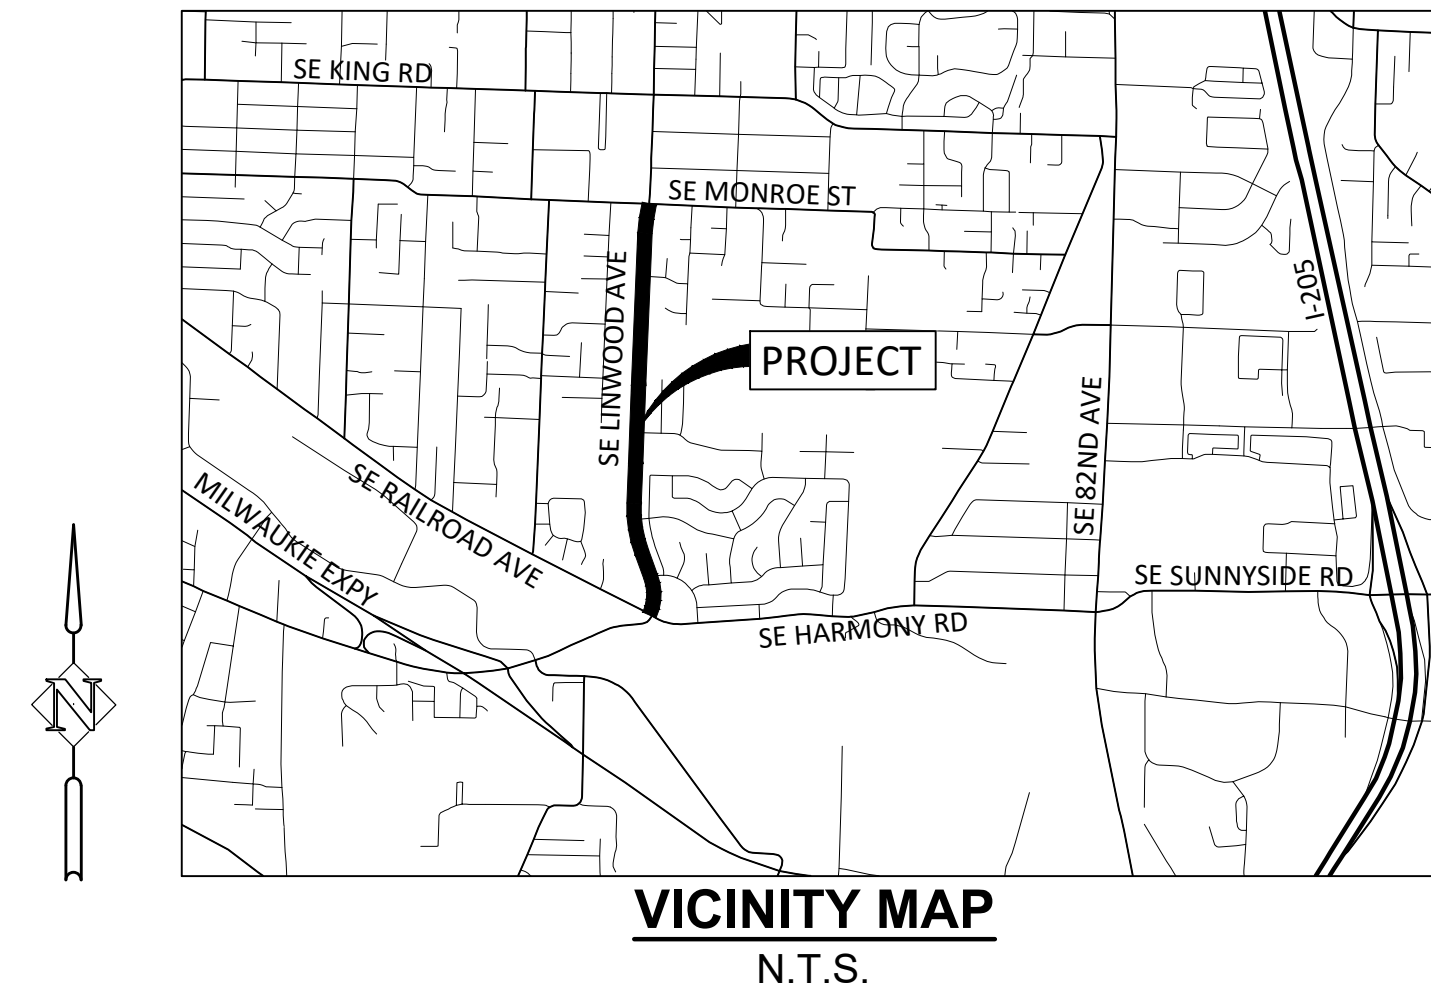 SE KING RD
SE MONROE ST
I-205
SE LINWOOD AVE
PROJECT
SE 82ND AVE
SE RAILROAD AVE
MILWAUKIE EXPY
SE SUNNYSIDE RD
SE HARMONY RD
N
VICINITY MAP
N.T.S.